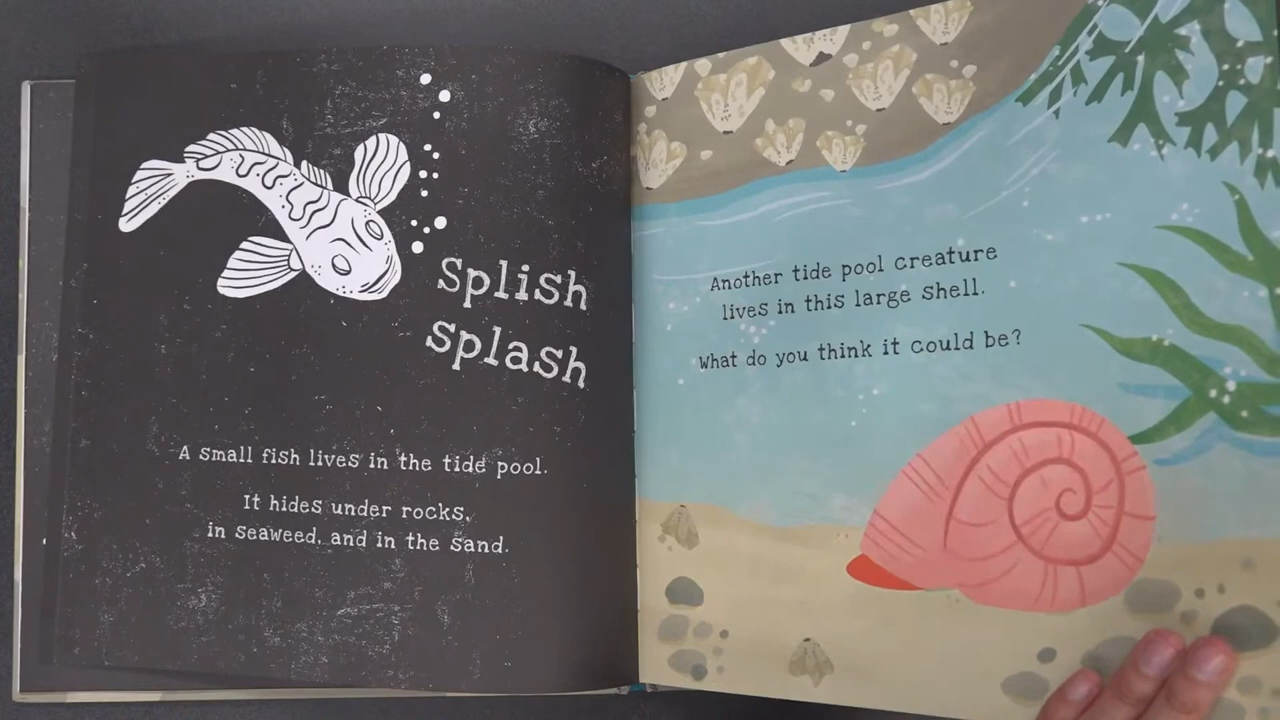 Splish
splash
A small fish lives in the tide pool.
It hides under rocks,
in seaweed, and in the sand.
Another tide pool creature
lives in this large shell.
What do you think it could be?